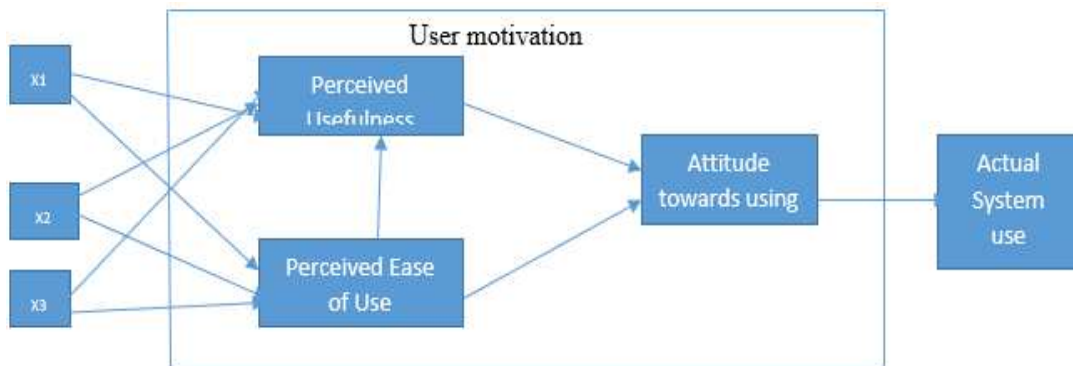 User motivation
X1
Perceived
Usefulness
X2
Attitude
towards using
Actual
System
use
Perceived Ease
of Use
X3